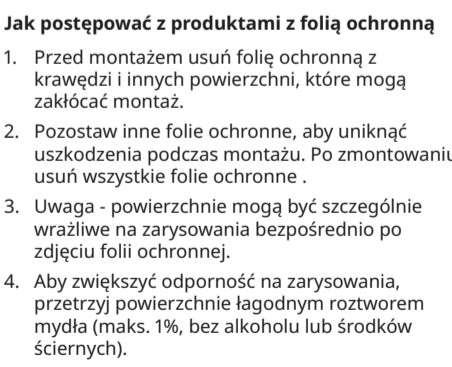 Jak postępować z produktami z folią ochronną
1. Przed montażem usuń folię ochronną z
krawędzi i innych powierzchni, które mogą
zakłócać montaż.
2. Pozostaw inne folie ochronne, aby uniknąć
uszkodzenia podczas montażu. Po zmontowaniu
usuń wszystkie folie ochronne .
3. Uwaga - powierzchnie mogą być szczególnie
wrażliwe na zarysowania bezpośrednio po
zdjęciu folii ochronnej.
4. Aby zwiększyć odporność na zarysowania,
przetrzyj powierzchnie łagodnym roztworem
mydła (maks. 1%, bez alkoholu lub środków
ściernych).